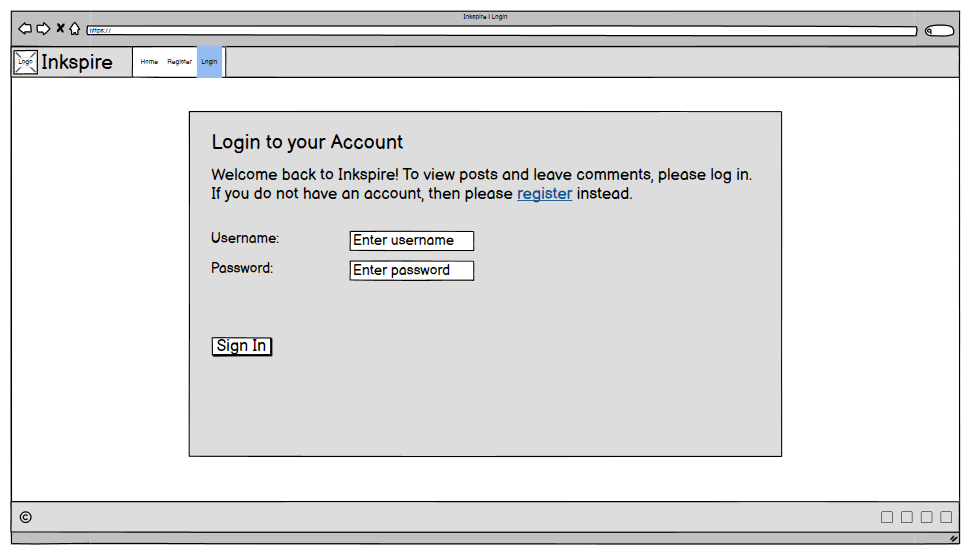 Inkspire | Login
https://
Logo Inkspire Home Register Login
Login to your Account
Welcome back to Inkspire! To view posts and leave comments, please log in.
If you do not have an account, then please register instead.
Username: Enter username
Password: Enter password
Sign In
©